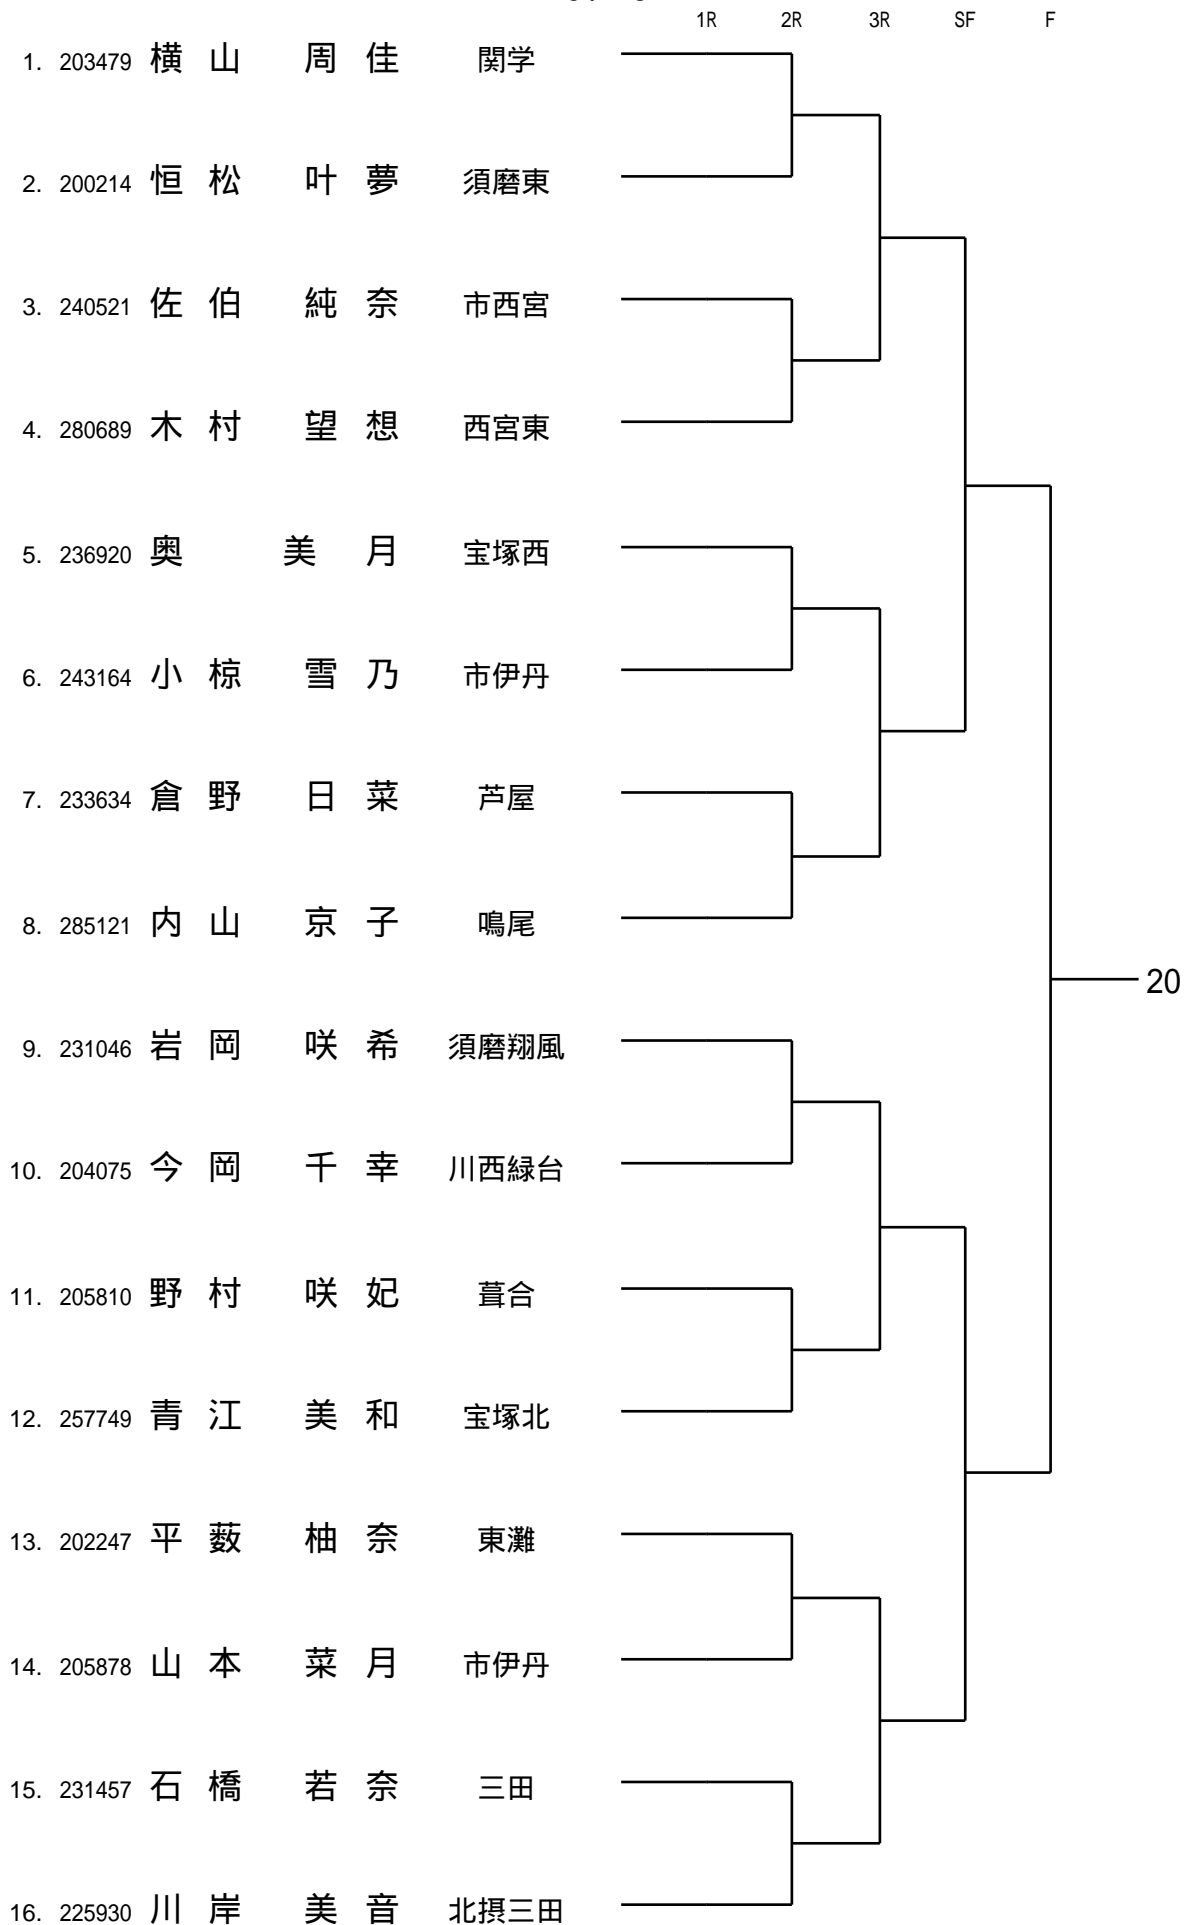 1R 2R 3R SF F
1. 203479 横山 周佳 関学
2. 200214 恒松 叶夢 須磨東
3. 240521 佐伯 純奈 市西宮
4. 280689 木村 望想 西宮東
5. 236920 奥 美月 宝塚西
6. 243164 小椋 雪乃 市伊丹
7. 233634 倉野 日菜 芦屋
8. 285121 内山 京子 鳴尾
20
9. 231046 岩岡 咲希 須磨翔風
10. 204075 今岡 千幸 川西緑台
11. 205810 野村 咲妃 葺合
12. 257749 青江 美和 宝塚北
13. 202247 平薮 柚奈 東灘
14. 205878 山本 菜月 市伊丹
15. 231457 石橋 若奈 三田
16. 225930 川岸 美音 北摂三田